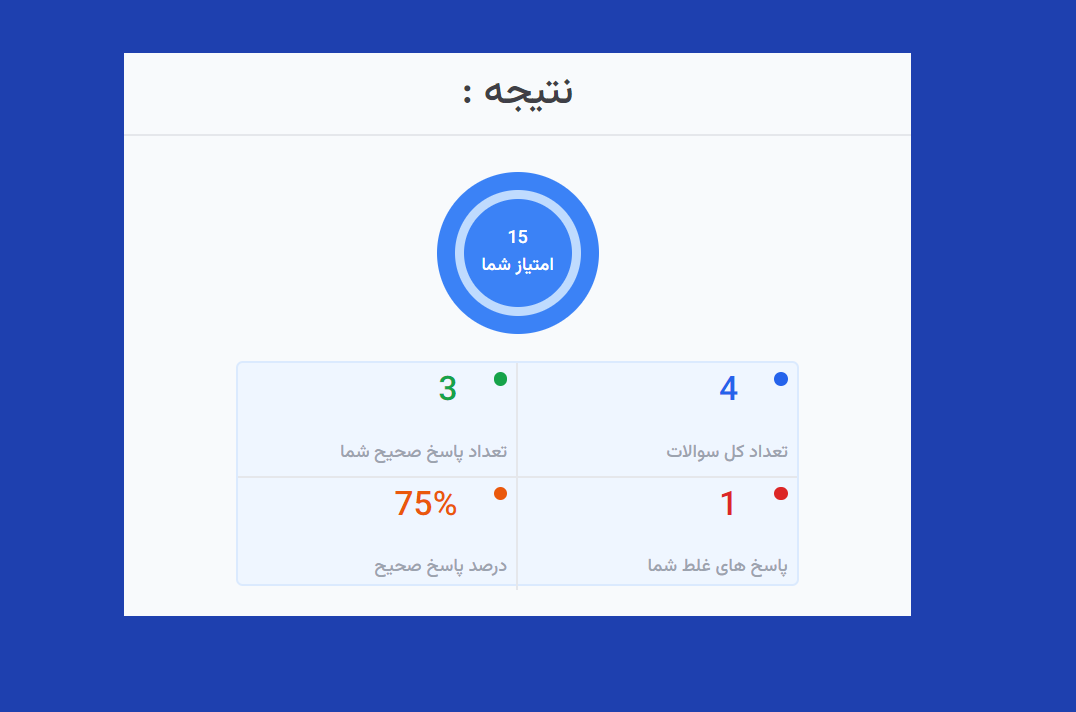 نتیجه :
15
امتیاز شما
4
تعداد کل سوالات
3
تعداد پاسخ صحیح شما
1
پاسخ های غلط شما
75%
درصد پاسخ صحیح